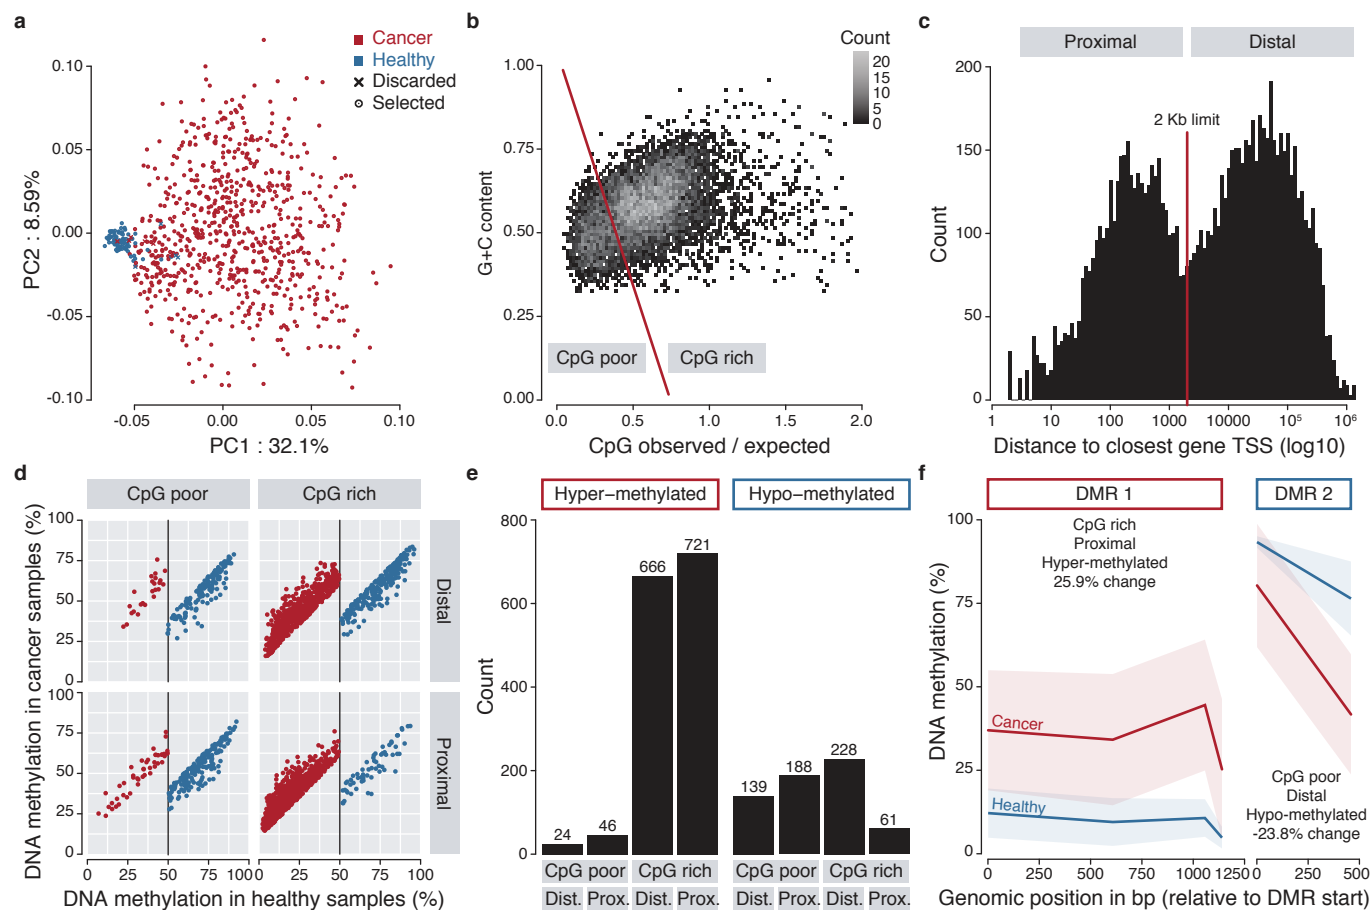 a
Cancer
Healthy
Discarded
Selected
0.10
0.05
0.00
-0.05
-0.10
PC2 : 8.59%
-0.05
0.00
0.05
0.10
PC1 : 32.1%
b
Count
20
15
10
5
0
1.00
0.75
0.50
0.25
0.00
G+C content
CpG poor
CpG rich
0.0
0.5
1.0
1.5
2.0
CpG observed / expected
c
Proximal
Distal
2 Kb limit
200
150
100
50
0
Count
1
10
100
1000
10000
10⁵
10⁶
Distance to closest gene TSS (log10)
d
CpG poor
CpG rich
100
75
50
25
0
Distal
100
75
50
25
0
Proximal
DNA methylation in cancer samples (%)
0
25
50
75
100
0
25
50
75
100
DNA methylation in healthy samples (%)
e
Hyper−methylated
Hypo−methylated
800
600
400
200
0
Count
24
46
666
721
139
188
228
61
CpG poor
CpG rich
CpG poor
CpG rich
Dist.
Prox.
Dist.
Prox.
Dist.
Prox.
Dist.
Prox.
f
DMR 1
DMR 2
CpG rich
Proximal
Hyper-methylated
25.9% change
100
75
50
25
0
DNA methylation (%)
Cancer
Healthy
CpG poor
Distal
Hypo-methylated
-23.8% change
0
250
500
750
1000
1250
0
250
500
Genomic position in bp (relative to DMR start)